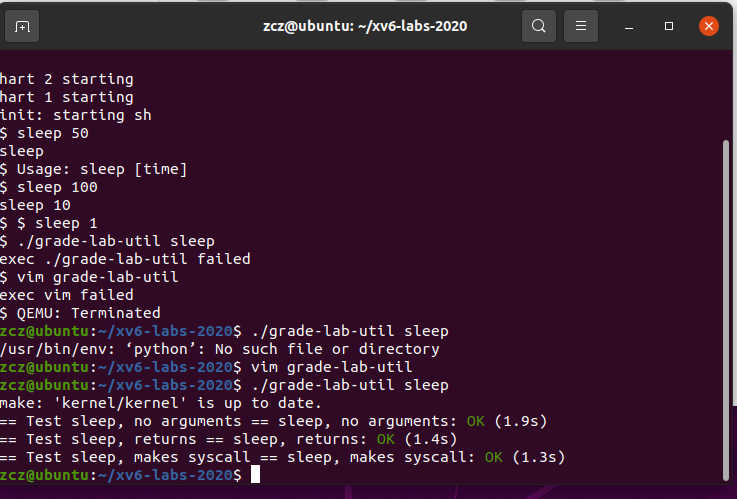 zcz@ubuntu: ~/xv6-labs-2020
hart 2 starting
hart 1 starting
init: starting sh
$ sleep 50
sleep
$ Usage: sleep [time]
$ sleep 100
sleep 10
$ $ sleep 1
$ ./grade-lab-util sleep
exec ./grade-lab-util failed
$ vim grade-lab-util
exec vim failed
$ QEMU: Terminated
zcz@ubuntu:~/xv6-labs-2020$ ./grade-lab-util sleep
/usr/bin/env: ‘python’: No such file or directory
zcz@ubuntu:~/xv6-labs-2020$ vim grade-lab-util
zcz@ubuntu:~/xv6-labs-2020$ ./grade-lab-util sleep
make: 'kernel/kernel' is up to date.
== Test sleep, no arguments == sleep, no arguments: OK (1.9s)
== Test sleep, returns == sleep, returns: OK (1.4s)
== Test sleep, makes syscall == sleep, makes syscall: OK (1.3s)
zcz@ubuntu:~/xv6-labs-2020$